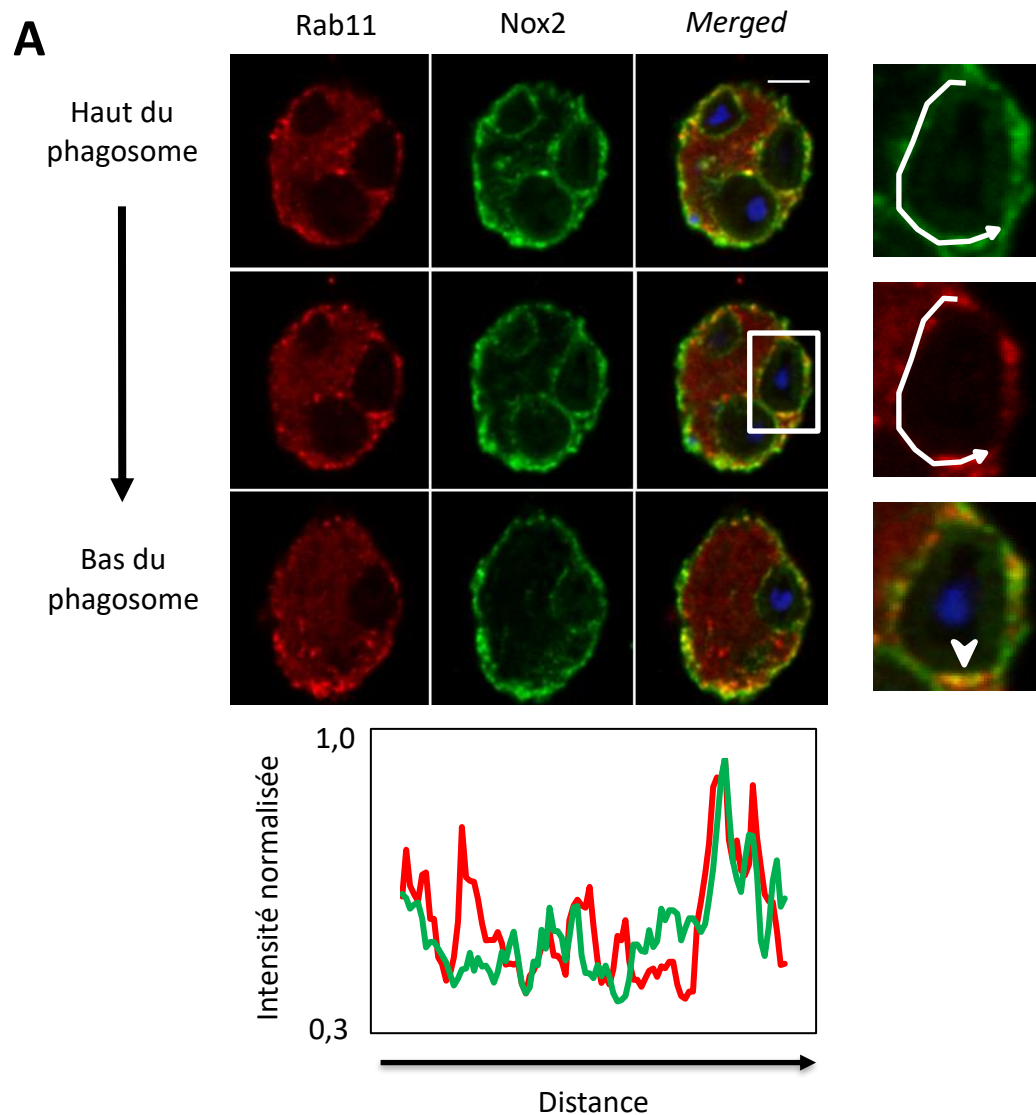 A
Rab11
Nox2
Merged
Haut du
phagosome
Bas du
phagosome
1,0
Intensité normalisée
0,3
Distance